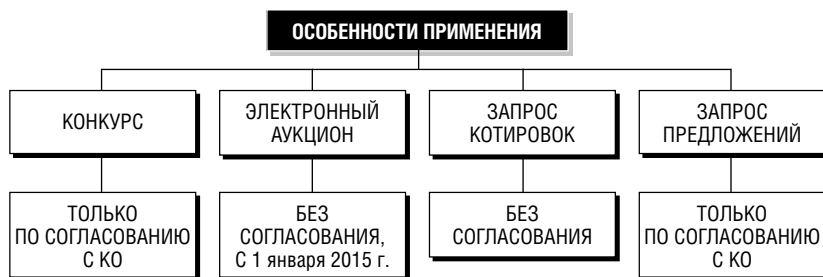 ОСОБЕННОСТИ ПРИМЕНЕНИЯ
КОНКУРС
ЭЛЕКТРОННЫЙ
АУКЦИОН
ЗАПРОС
КОТИРОВОК
ЗАПРОС
ПРЕДЛОЖЕНИЙ
ТОЛЬКО
ПО СОГЛАСОВАНИЮ
С КО
БЕЗ
СОГЛАСОВАНИЯ,
С 1 января 2015 г.
БЕЗ
СОГЛАСОВАНИЯ
ТОЛЬКО
ПО СОГЛАСОВАНИЮ
С КО